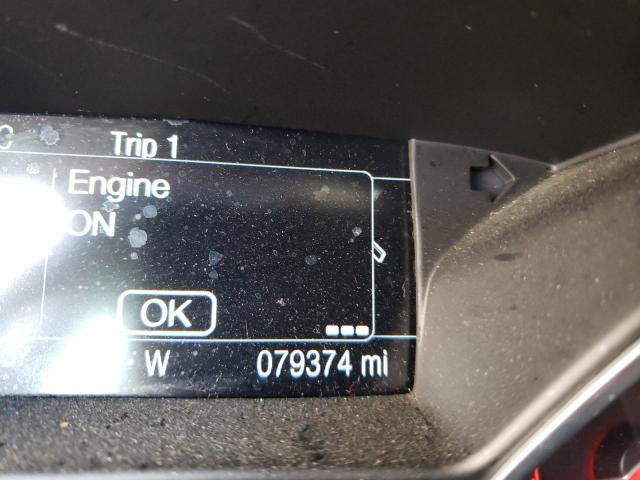 Trip 1
Engine
ON
OK
W
079374 mi